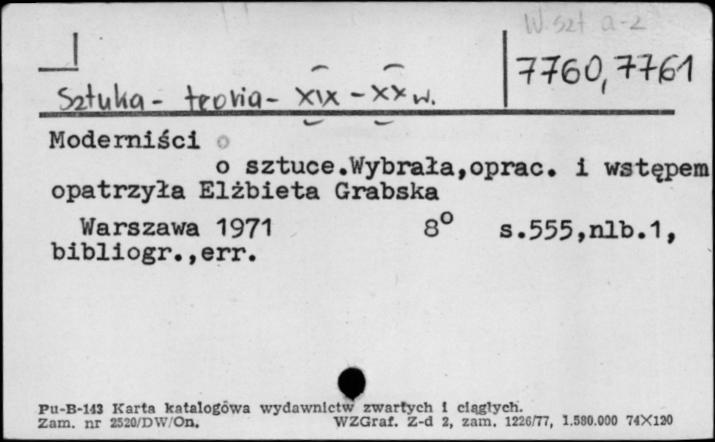 W. szt a-z
7760,7761
Sztuka - teoria - XIX - XX w.
Moderniści
o sztuce.Wybrała,oprac. i wstępem
opatrzyła Elżbieta Grabska
Warszawa 1971 8° s.555,nlb.1,
bibliogr.,err.
Pu-B-143 Karta katalogowa wydawnictw zwartych i ciągłych.
Zam. nr 2520/DW/On. WZGraf. Z-d 2, zam. 1226/77, 1.580.000 74X120